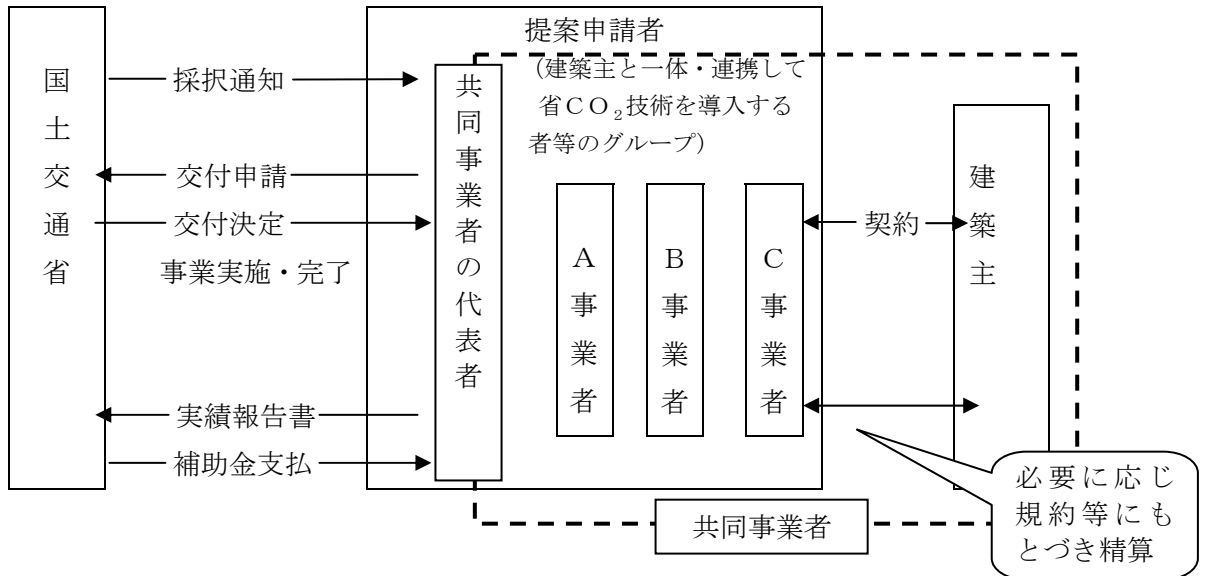 国土交通省
採択通知
交付申請
交付決定
事業実施・完了
実績報告書
補助金支払
提案申請者
(建築主と一体・連携して
省CO₂技術を導入する
者等のグループ)
共同事業者の代表者
A事業者
B事業者
C事業者
契約
建築主
共同事業者
必要に応じ
規約等にも
とづき精算